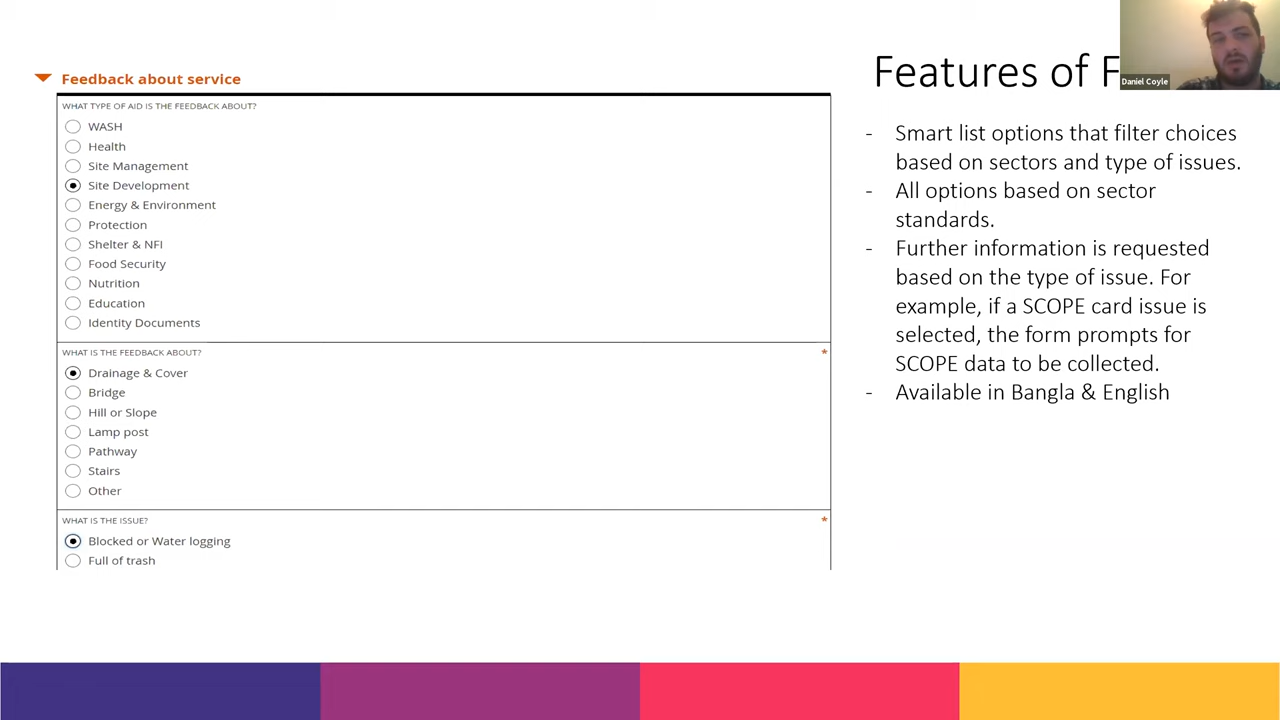 Feedback about service
WHAT TYPE OF AID IS THE FEEDBACK ABOUT?
WASH
Health
Site Management
Site Development
Energy & Environment
Protection
Shelter & NFI
Food Security
Nutrition
Education
Identity Documents
WHAT IS THE FEEDBACK ABOUT? *
Drainage & Cover
Bridge
Hill or Slope
Lamp post
Pathway
Stairs
Other
WHAT IS THE ISSUE? *
Blocked or Water logging
Full of trash
Features of F
- Smart list options that filter choices
based on sectors and type of issues.
- All options based on sector
standards.
- Further information is requested
based on the type of issue. For
example, if a SCOPE card issue is
selected, the form prompts for
SCOPE data to be collected.
- Available in Bangla & English
Daniel Coyle